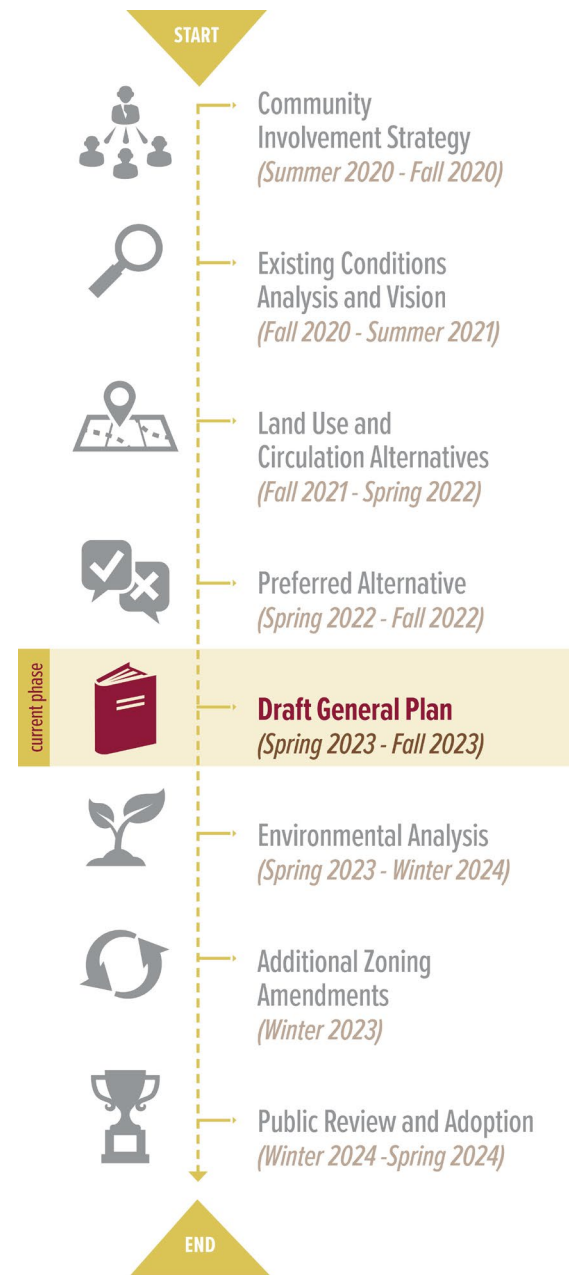 START
Community
Involvement Strategy
(Summer 2020 - Fall 2020)
Existing Conditions
Analysis and Vision
(Fall 2020 - Summer 2021)
Land Use and
Circulation Alternatives
(Fall 2021 - Spring 2022)
Preferred Alternative
(Spring 2022 - Fall 2022)
current phase
Draft General Plan
(Spring 2023 - Fall 2023)
Environmental Analysis
(Spring 2023 - Winter 2024)
Additional Zoning
Amendments
(Winter 2023)
Public Review and Adoption
(Winter 2024 -Spring 2024)
END